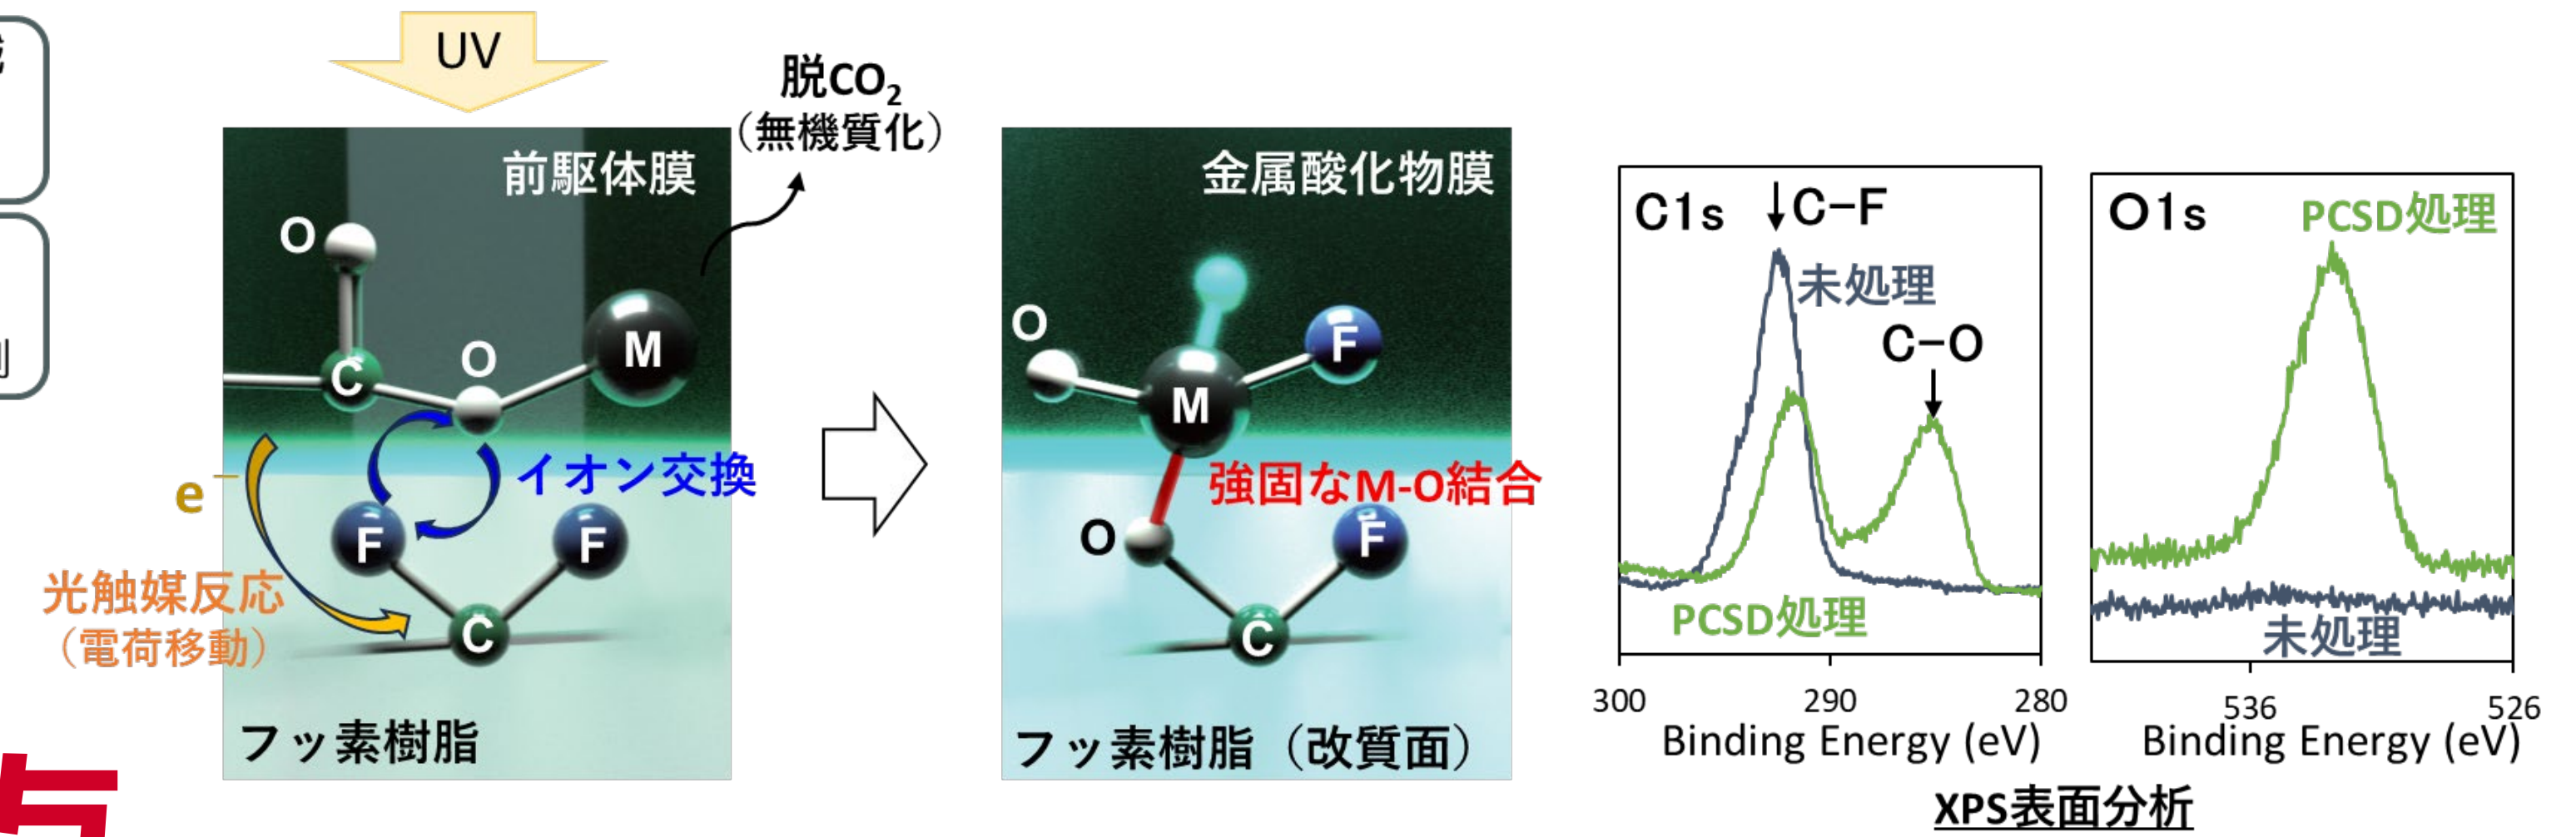 UV
脱CO₂
（無機質化）
前駆体膜
O
C
O
M
イオン交換
e⁻
F
F
光触媒反応
（電荷移動）
C
フッ素樹脂
金属酸化物膜
O
F
M
強固なM-O結合
O
F
C
フッ素樹脂（改質面）
C1s
↓C−F
未処理
C−O
PCSD処理
300
290
280
Binding Energy (eV)
O1s
PCSD処理
未処理
536
526
Binding Energy (eV)
XPS表面分析